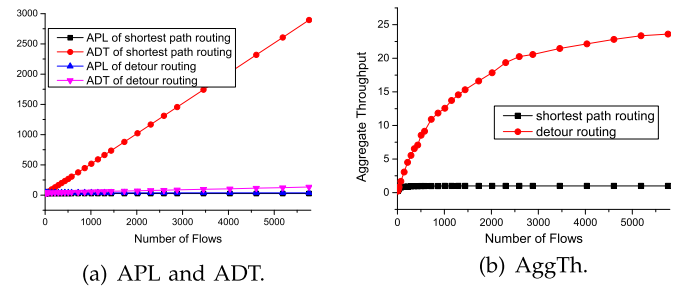 3000
2500
2000
1500
1000
500
0
APL of shortest path routing
ADT of shortest path routing
APL of detour routing
ADT of detour routing
0 1000 2000 3000 4000 5000
Number of Flows
(a) APL and ADT.
Aggregate Throughput
25
20
15
10
5
0
shortest path routing
detour routing
0 1000 2000 3000 4000 5000
Number of Flows
(b) AggTh.